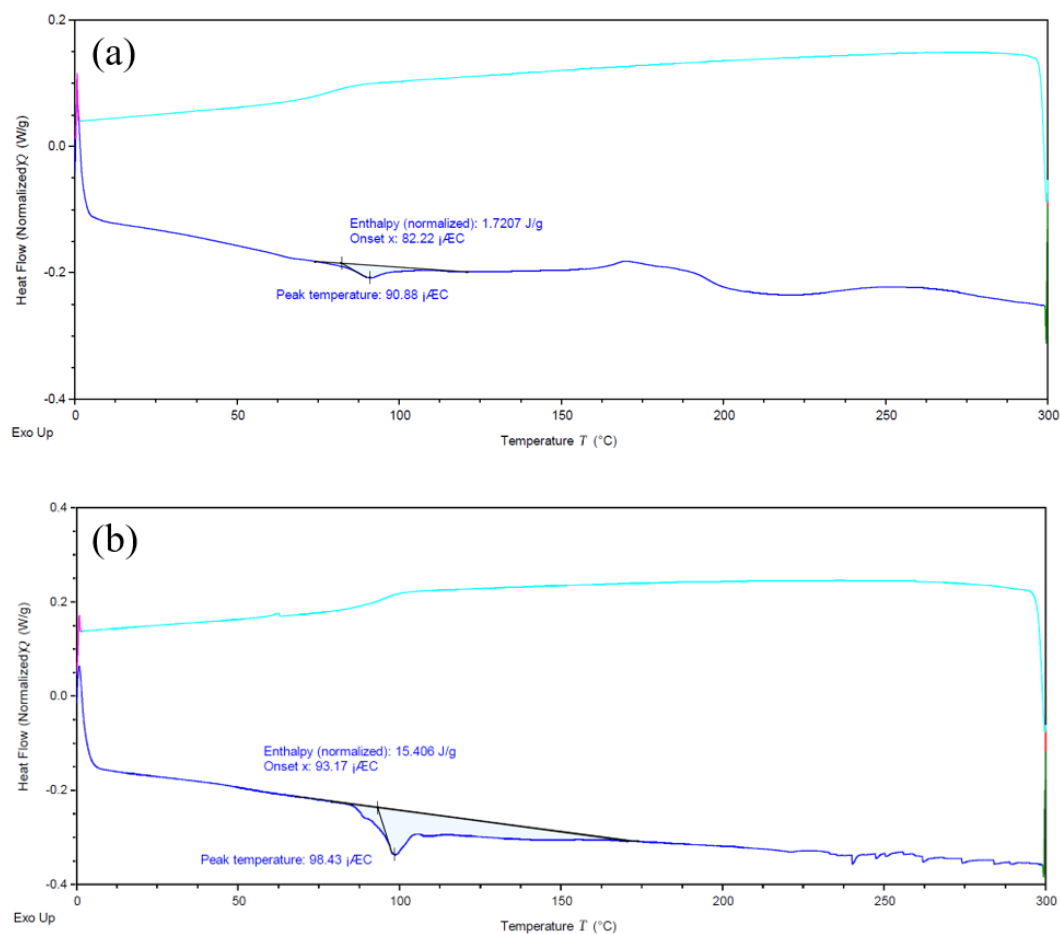 (a)
0.2
0.0
-0.2
-0.4
Heat Flow (Normalized)Q (W/g)
Enthalpy (normalized): 1.7207 J/g
Onset x: 82.22 ¡ÆC
Peak temperature: 90.88 ¡ÆC
0 50 100 150 200 250 300
Exo Up
Temperature T (°C)
(b)
0.4
0.2
0.0
-0.2
-0.4
Heat Flow (Normalized)Q (W/g)
Enthalpy (normalized): 15.406 J/g
Onset x: 93.17 ¡ÆC
Peak temperature: 98.43 ¡ÆC
0 50 100 150 200 250 300
Exo Up
Temperature T (°C)